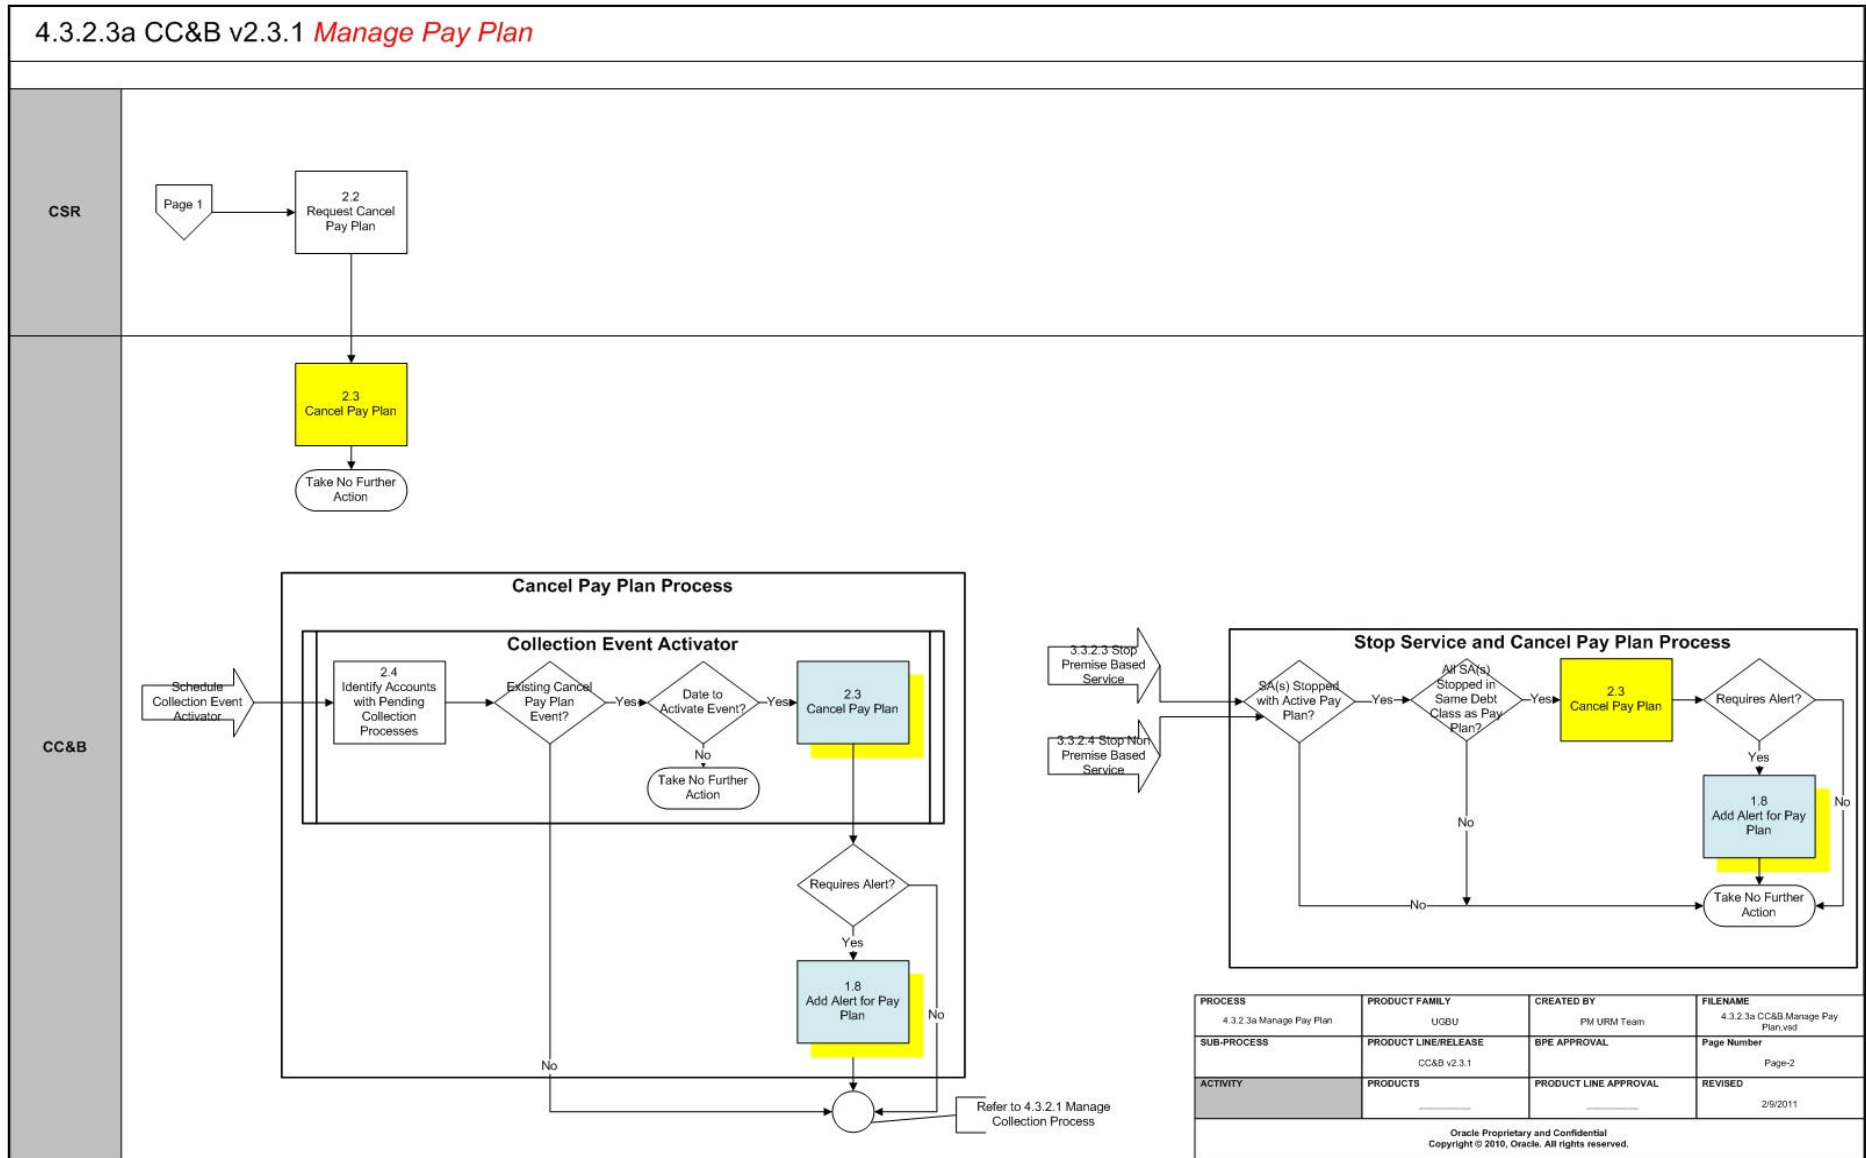 4.3.2.3a CC&B v2.3.1 Manage Pay Plan
CSR
Page 1
2.2
Request Cancel
Pay Plan
CC&B
2.3
Cancel Pay Plan
Take No Further
Action
Cancel Pay Plan Process
Collection Event Activator
Schedule
Collection Event
Activator
2.4
Identify Accounts
with Pending
Collection
Processes
Existing Cancel
Pay Plan
Event?
Yes
Date to
Activate Event?
Yes
2.3
Cancel Pay Plan
No
Take No Further
Action
Requires Alert?
Yes
1.8
Add Alert for Pay
Plan
No
No
Refer to 4.3.2.1 Manage
Collection Process
3.3.2.3 Stop
Premise Based
Service
3.3.2.4 Stop Non
Premise Based
Service
Stop Service and Cancel Pay Plan Process
SA(s) Stopped
with Active Pay
Plan?
Yes
All SA(s)
Stopped in
Same Debt
Class as Pay
Plan?
Yes
2.3
Cancel Pay Plan
Requires Alert?
Yes
1.8
Add Alert for Pay
Plan
No
No
No
Take No Further
Action
PROCESS
4.3.2.3a Manage Pay Plan
PRODUCT FAMILY
UGBU
CREATED BY
PM URM Team
FILENAME
4.3.2.3a CC&B.Manage Pay
Plan.vsd
SUB-PROCESS
PRODUCT LINE/RELEASE
CC&B v2.3.1
BPE APPROVAL
Page Number
Page-2
ACTIVITY
PRODUCTS
PRODUCT LINE APPROVAL
REVISED
2/9/2011
Oracle Proprietary and Confidential
Copyright © 2010, Oracle. All rights reserved.